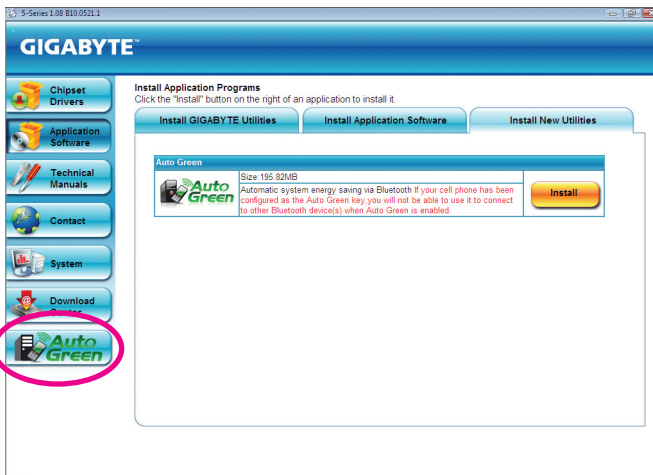 5-Series 1.08 B10.0521.1
GIGABYTE™
Chipset
Drivers
Application
Software
Technical
Manuals
Contact
System
Download
Center
Auto
Green
Install Application Programs
Click the "Install" button on the right of an application to install it.
Install GIGABYTE Utilities
Install Application Software
Install New Utilities
Auto Green
Auto
Green
Size:195.82MB
Automatic system energy saving via Bluetooth If your cell phone has been
configured as the Auto Green key,you will not be able to use it to connect
to other Bluetooth device(s) when Auto Green is enabled.
Install